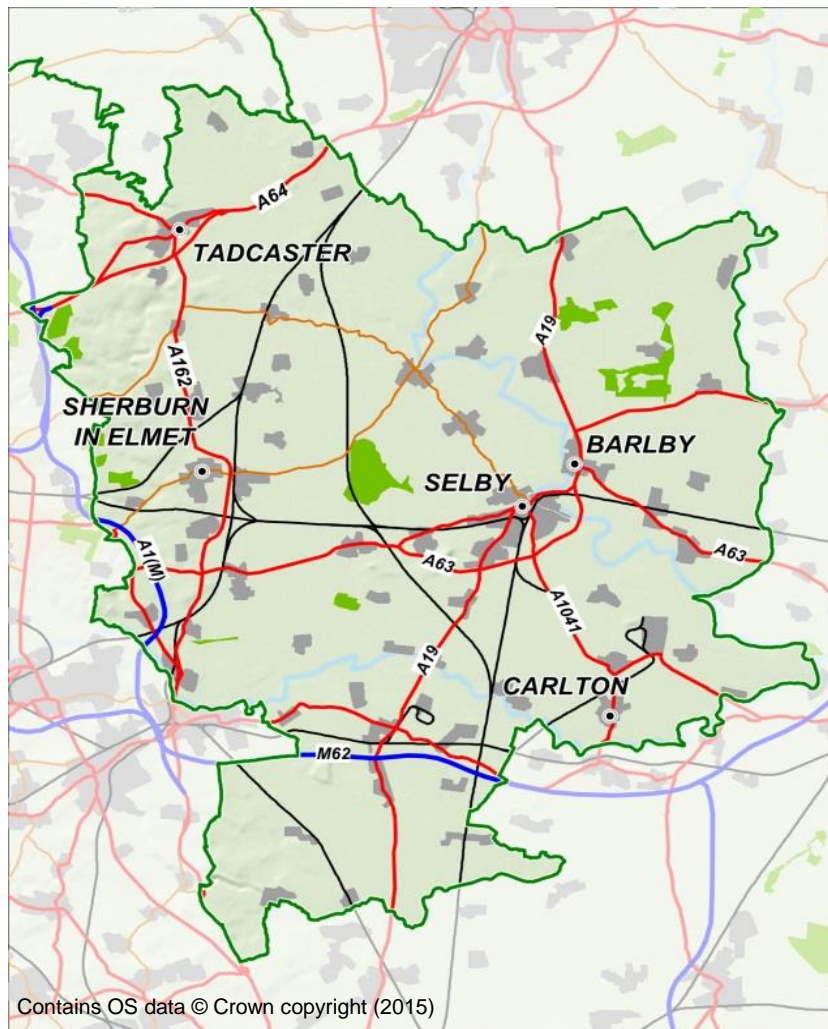 A64
TADCASTER
A19
A162
SHERBURN
IN ELMET
BARLBY
SELBY
A1(M)
A63
A63
A1041
A19
CARLTON
M62
Contains OS data © Crown copyright (2015)